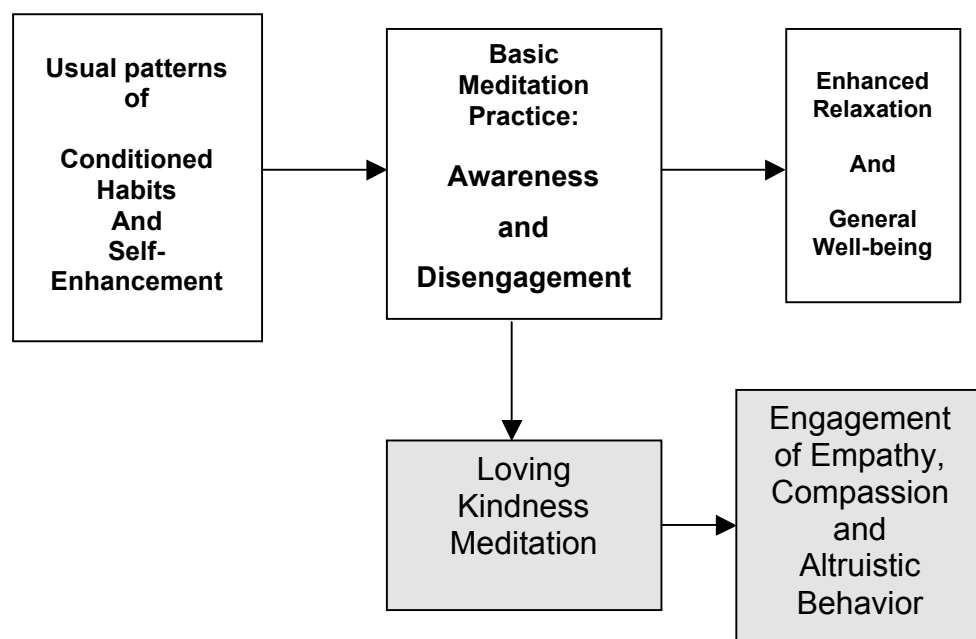 Usual patterns
of
Conditioned
Habits
And
Self-
Enhancement
Basic
Meditation
Practice:
Awareness
and
Disengagement
Enhanced
Relaxation
And
General
Well-being
Loving
Kindness
Meditation
Engagement
of Empathy,
Compassion
and
Altruistic
Behavior